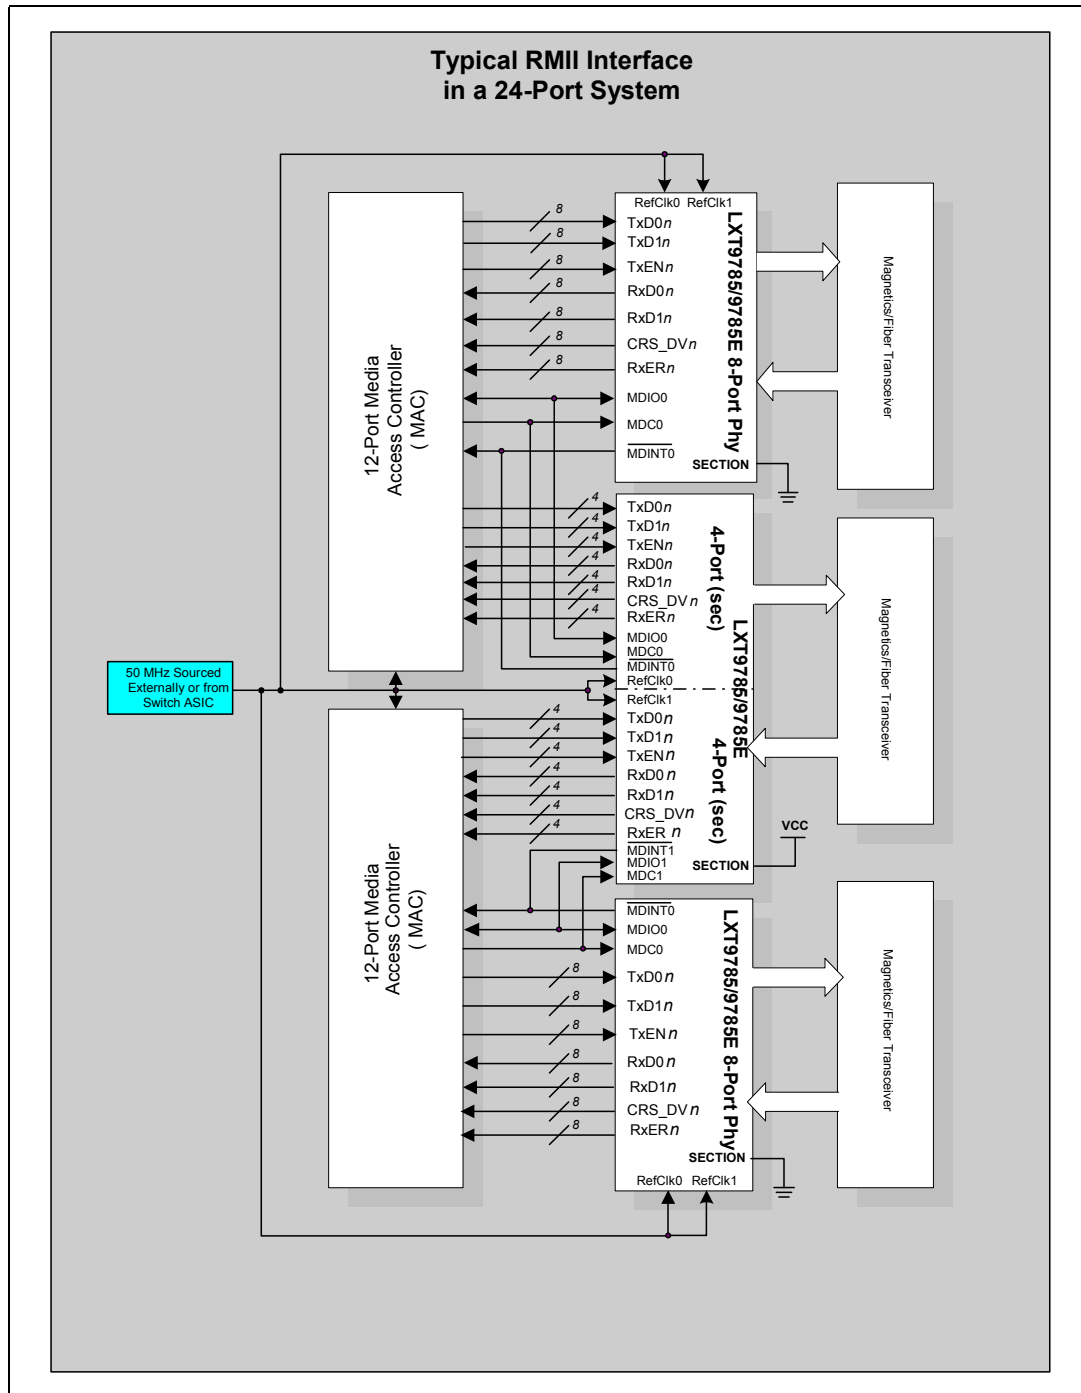 Typical RMII Interface
in a 24-Port System
RefClk0 RefClk1
8
TxD0n
8
TxD1n
TxENn
8
RxD0n
8
RxD1n
8
CRS_DVn
8
RxERn
MDIO0
MDC0
MDINT0
SECTION
LXT9785/9785E 8-Port Phy
Magnetics/Fiber Transceiver
12-Port Media
Access Controller
( MAC)
4
TxD0n
4
TxD1n
4
TxENn
4
RxD0n
4
RxD1n
4
CRS_DVn
4
RxERn
MDIO0
MDC0
MDINT0
RefClk0
4-Port (sec)
LXT9785/9785E
Magnetics/Fiber Transceiver
50 MHz Sourced
Externally or from
Switch ASIC
RefClk1
4
TxD0n
4
TxD1n
4
TxENn
4
RxD0n
4
RxD1n
4
CRS_DVn
4
RxER n
MDINT1
MDIO1
MDC1
4-Port (sec)
SECTION
VCC
12-Port Media
Access Controller
( MAC)
MDINT0
MDIO0
MDC0
8
TxD0n
8
TxD1n
8
TxENn
8
RxD0n
8
RxD1n
8
CRS_DVn
8
RxERn
SECTION
RefClk0 RefClk1
LXT9785/9785E 8-Port Phy
Magnetics/Fiber Transceiver